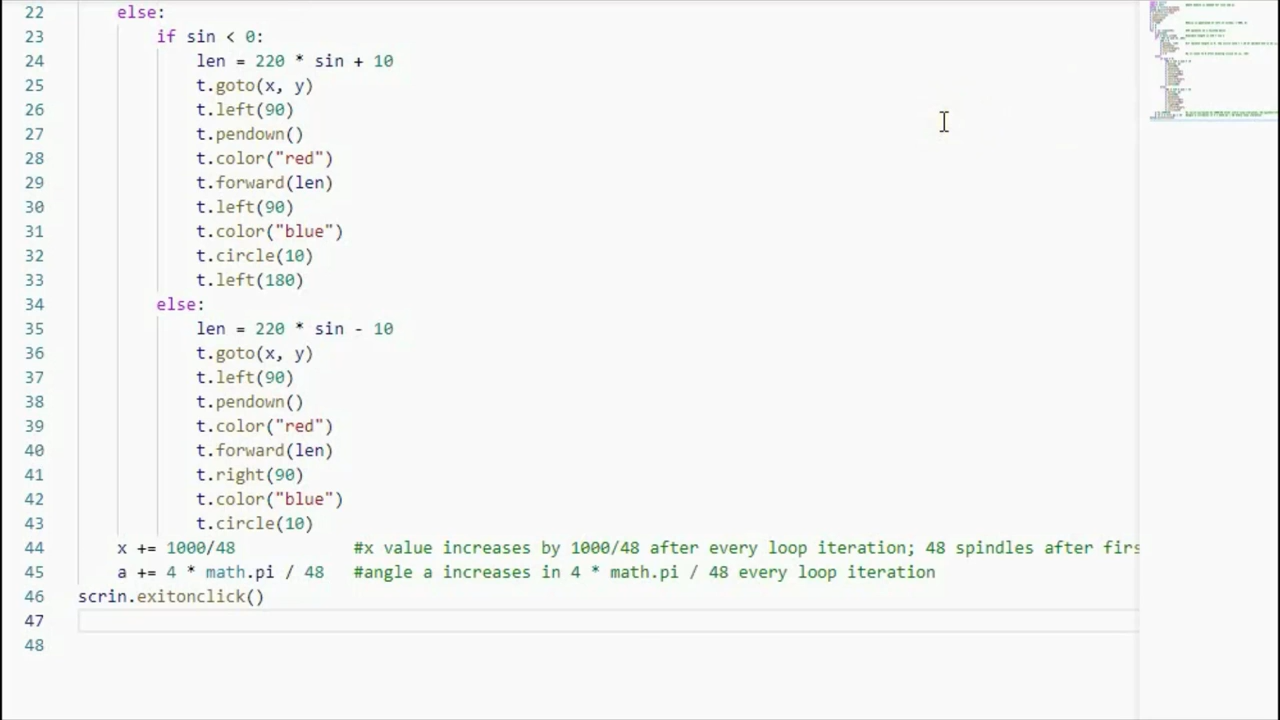 22 else:
23 if sin < 0:
24 len = 220 * sin + 10
25 t.goto(x, y)
26 t.left(90)
27 t.pendown()
28 t.color("red")
29 t.forward(len)
30 t.left(90)
31 t.color("blue")
32 t.circle(10)
33 t.left(180)
34 else:
35 len = 220 * sin - 10
36 t.goto(x, y)
37 t.left(90)
38 t.pendown()
39 t.color("red")
40 t.forward(len)
41 t.right(90)
42 t.color("blue")
43 t.circle(10)
44 x += 1000/48 #x value increases by 1000/48 after every loop iteration; 48 spindles after firs
45 a += 4 * math.pi / 48 #angle a increases in 4 * math.pi / 48 every loop iteration
46 scrin.exitonclick()
47
48